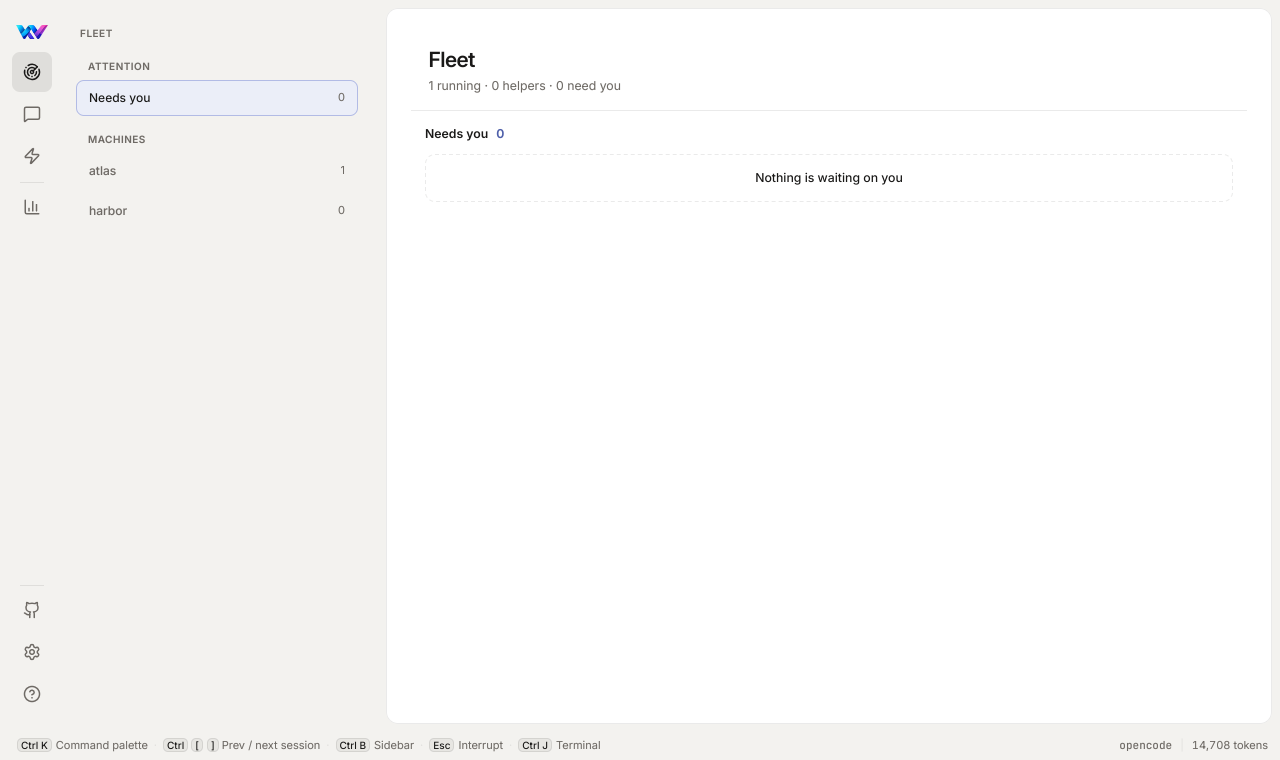 FLEET
ATTENTION
Needs you 0
MACHINES
atlas 1
harbor 0
Fleet
1 running · 0 helpers · 0 need you
Needs you 0
Nothing is waiting on you
Ctrl K Command palette Ctrl [ ] Prev / next session Ctrl B Sidebar Esc Interrupt Ctrl J Terminal opencode 14,708 tokens